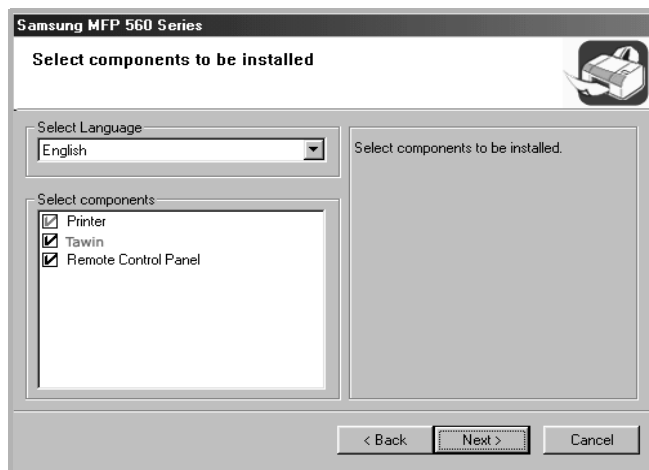 Samsung MFP 560 Series
Select components to be installed
Select Language
English
Select components to be installed.
Select components
Printer
Tawin
Remote Control Panel
< Back
Next >
Cancel